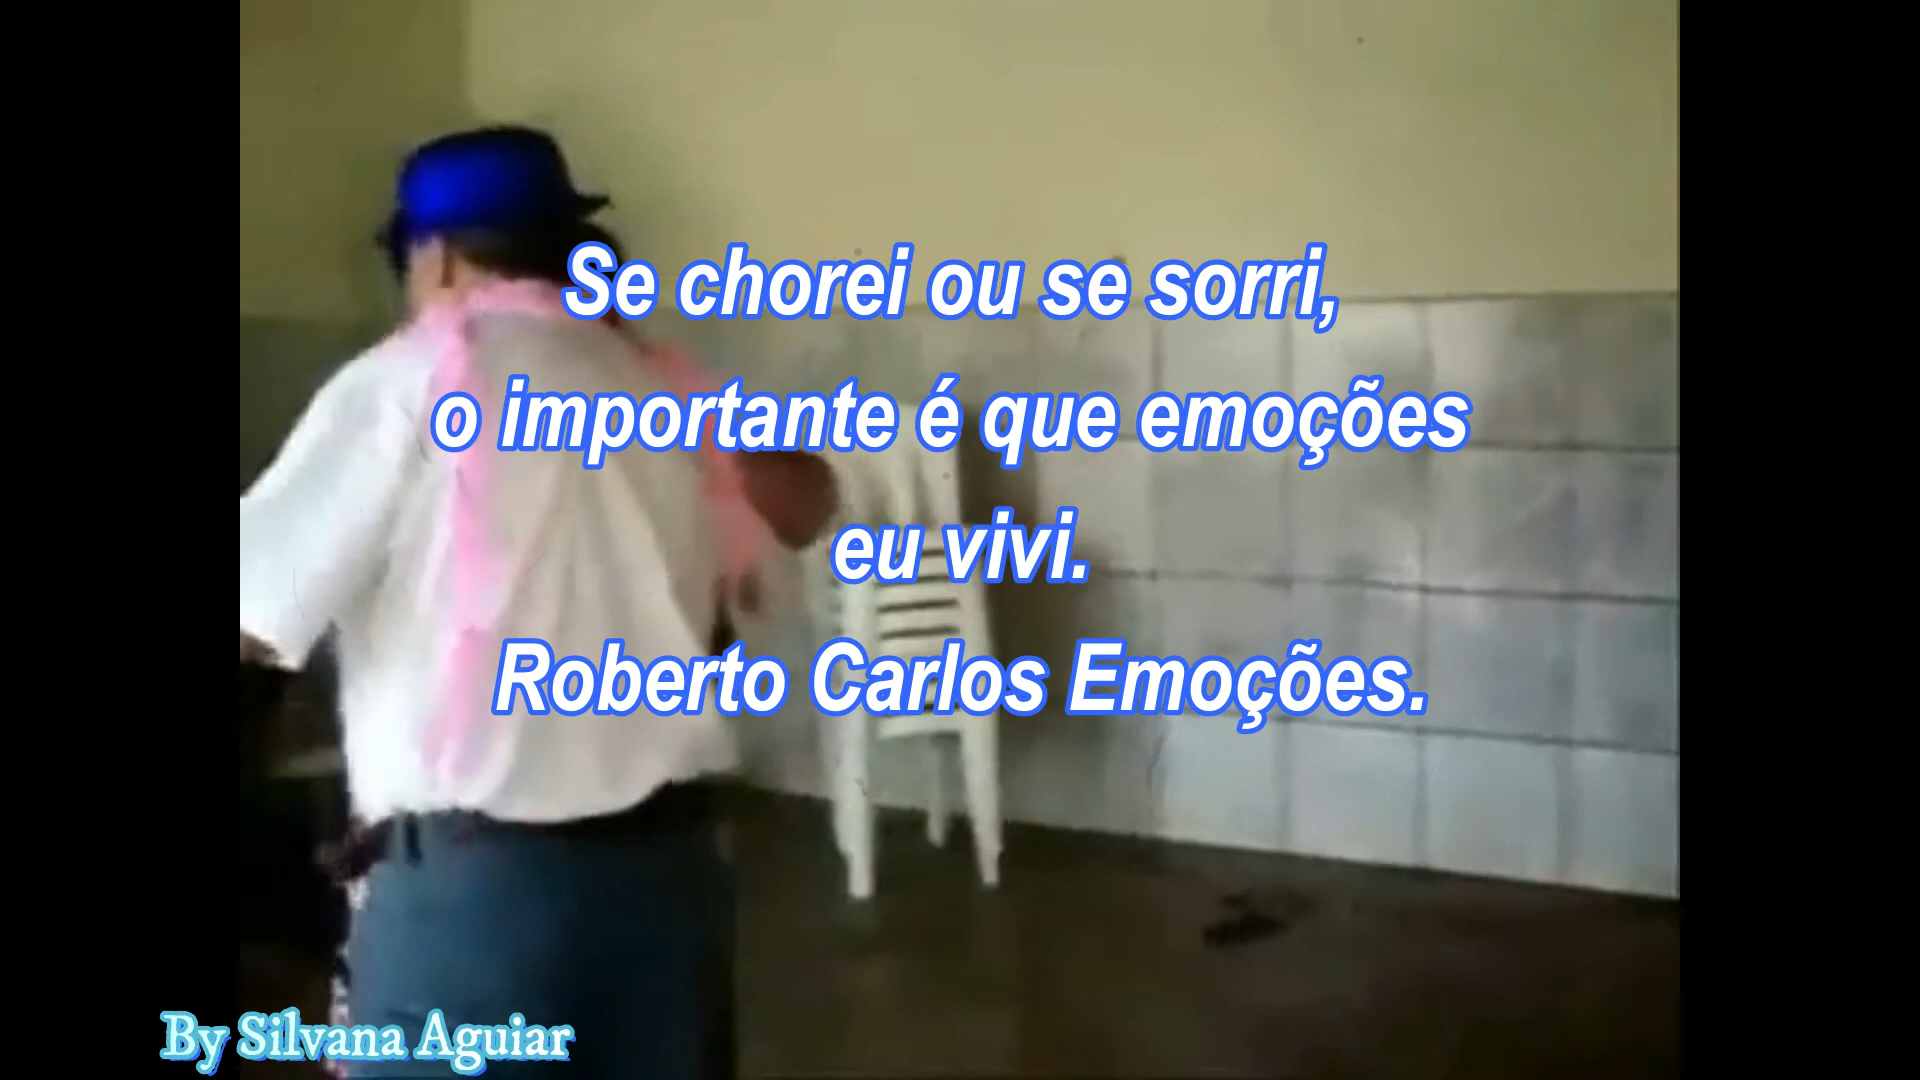 Se chorei ou se sorri,
o importante é que emoções
eu vivi.
Roberto Carlos Emoções.
By Silvana Aguiar